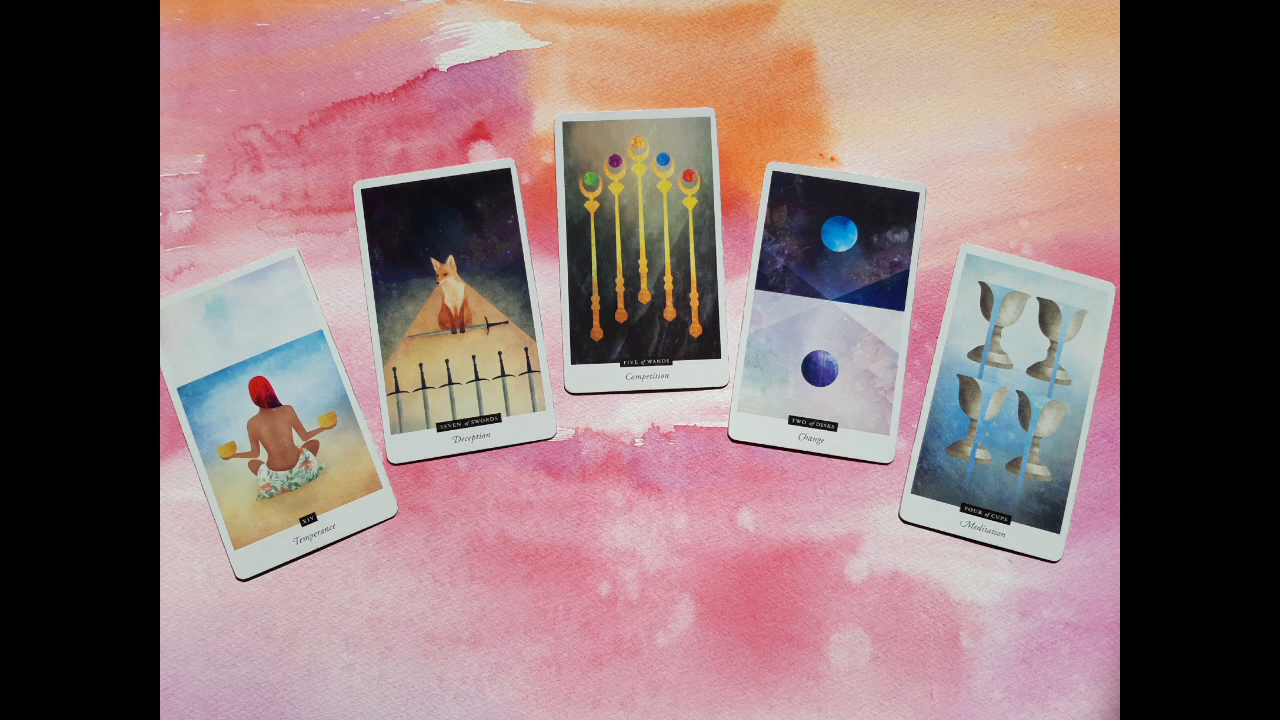 XIV
Temperance
SEVEN of SWORDS
Deception
FIVE of WANDS
Competition
TWO of DISKS
Change
FOUR of CUPS
Meditation